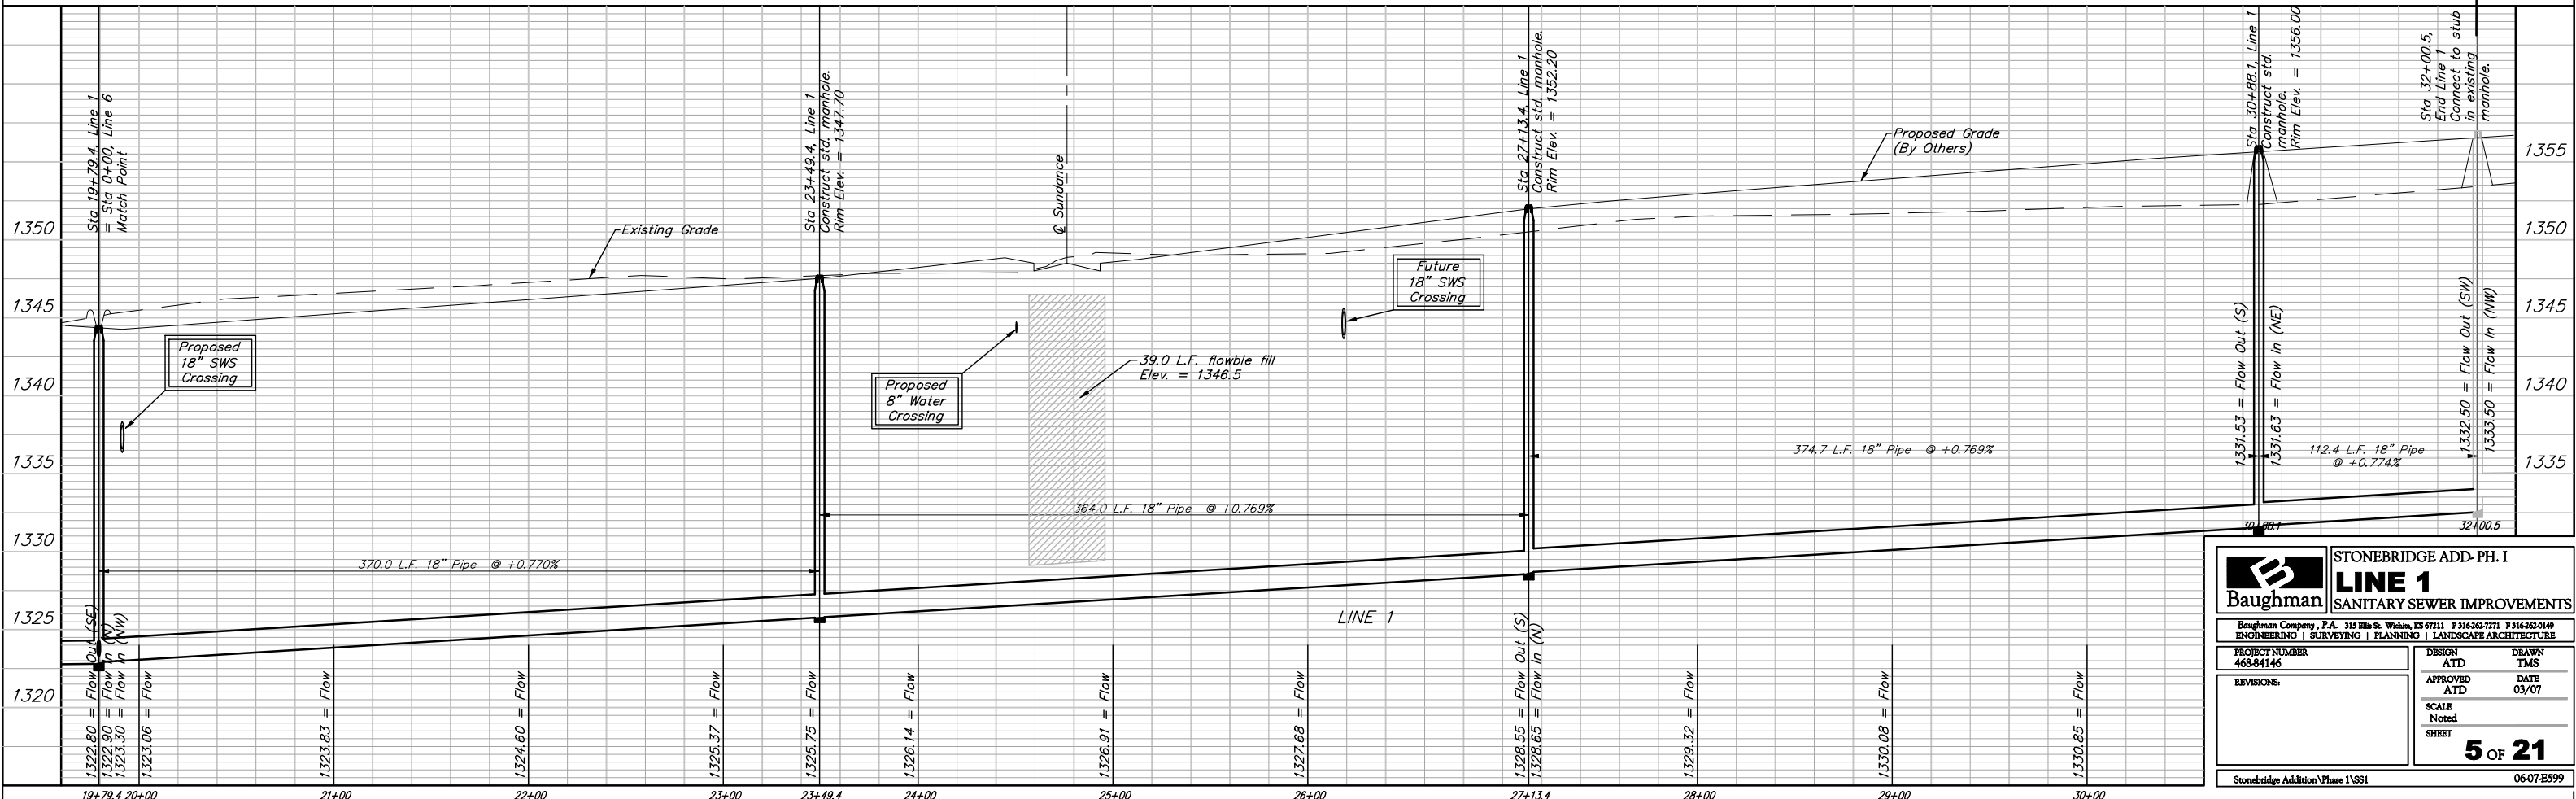 1350
1345
1340
1335
1330
1325
1320
Sta 19+79.4, Line 1
= Sta 0+00, Line 6
Match Point
Proposed
18" SWS
Crossing
Existing Grade
Sta 23+49.4, Line 1
Construct std. manhole.
Rim Elev. = 1347.70
Proposed
8" Water
Crossing
℄ Sundance
39.0 L.F. flowble fill
Elev. = 1346.5
Future
18" SWS
Crossing
Sta 27+13.4, Line 1
Construct std. manhole.
Rim Elev. = 1352.20
Proposed Grade
(By Others)
Sta 30+88.1, Line 1
Construct std.
manhole.
Rim Elev. = 1356.00
Sta 32+00.5,
End Line 1
Connect to stub
in existing
manhole.
1355
1350
1345
1340
1335
370.0 L.F. 18" Pipe @ +0.770%
364.0 L.F. 18" Pipe @ +0.769%
374.7 L.F. 18" Pipe @ +0.769%
112.4 L.F. 18" Pipe
@ +0.774%
1331.53 = Flow Out (S)
1331.63 = Flow In (NE)
1332.50 = Flow Out (SW)
1333.50 = Flow In (NW)
30+88.1
32+00.5
LINE 1
1322.80 = Flow Out (SE)
1322.90 = Flow In (N)
1323.30 = Flow In (NW)
1323.06 = Flow
1323.83 = Flow
1324.60 = Flow
1325.37 = Flow
1325.75 = Flow
1326.14 = Flow
1326.91 = Flow
1327.68 = Flow
1328.55 = Flow Out (S)
1328.65 = Flow In (N)
1329.32 = Flow
1330.08 = Flow
1330.85 = Flow
19+79.4 20+00 21+00 22+00 23+00 23+49.4 24+00 25+00 26+00 27+13.4 28+00 29+00 30+00
Baughman
STONEBRIDGE ADD- PH. I
LINE 1
SANITARY SEWER IMPROVEMENTS
Baughman Company, P.A. 315 Ellis St. Wichita, KS 67211 P 316-262-7271 F 316-262-0149
ENGINEERING | SURVEYING | PLANNING | LANDSCAPE ARCHITECTURE
PROJECT NUMBER
468-84146
REVISIONS:
DESIGN
ATD
DRAWN
TMS
APPROVED
ATD
DATE
03/07
SCALE
Noted
SHEET
5 OF 21
Stonebridge Addition\Phase 1\SS1
06-07-E599